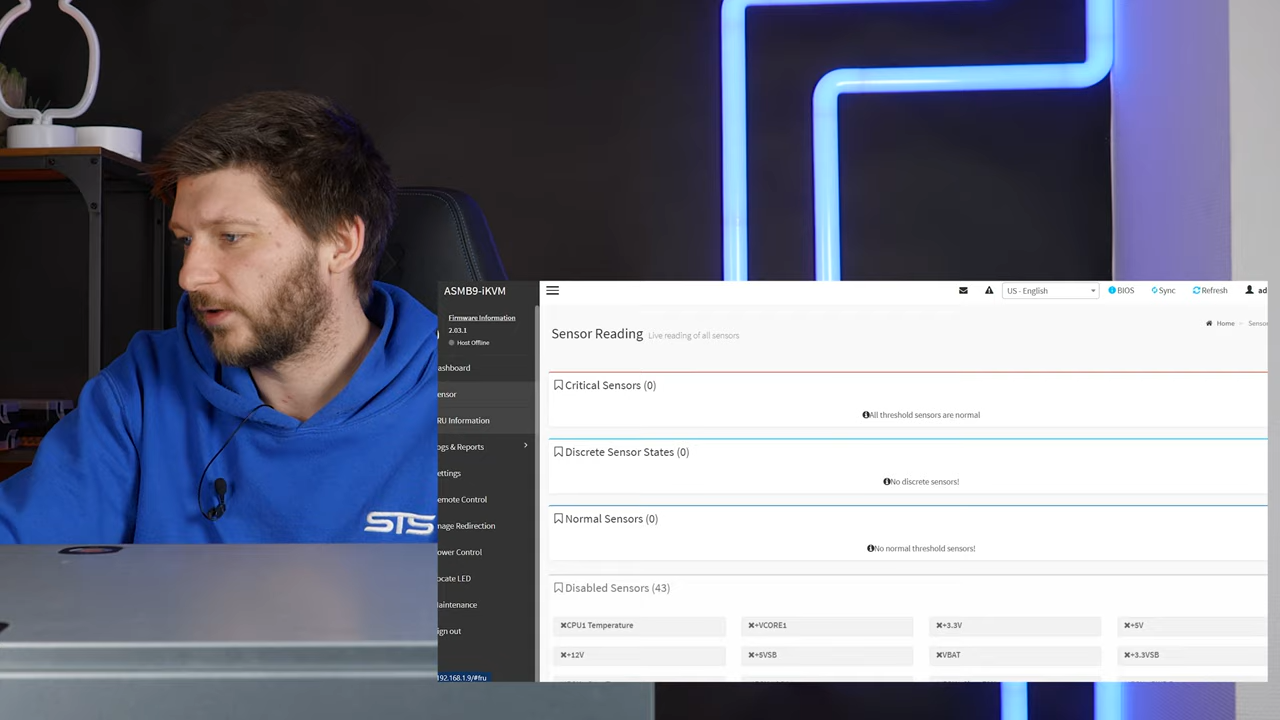 ASMB9-iKVM
Firmware Information
2.03.1
Host Offline
ashboard
ensor
RU Information
ogs & Reports
ettings
emote Control
mage Redirection
ower Control
ocate LED
aintenance
ign out
192.168.1.9/#fru
US - English
BIOS
Sync
Refresh
ad
Home
Sensor
Sensor Reading Live reading of all sensors
Critical Sensors (0)
All threshold sensors are normal
Discrete Sensor States (0)
No discrete sensors!
Normal Sensors (0)
No normal threshold sensors!
Disabled Sensors (43)
CPU1 Temperature +VCORE1 +3.3V +5V
+12V +5VSB VBAT +3.3VSB
STS